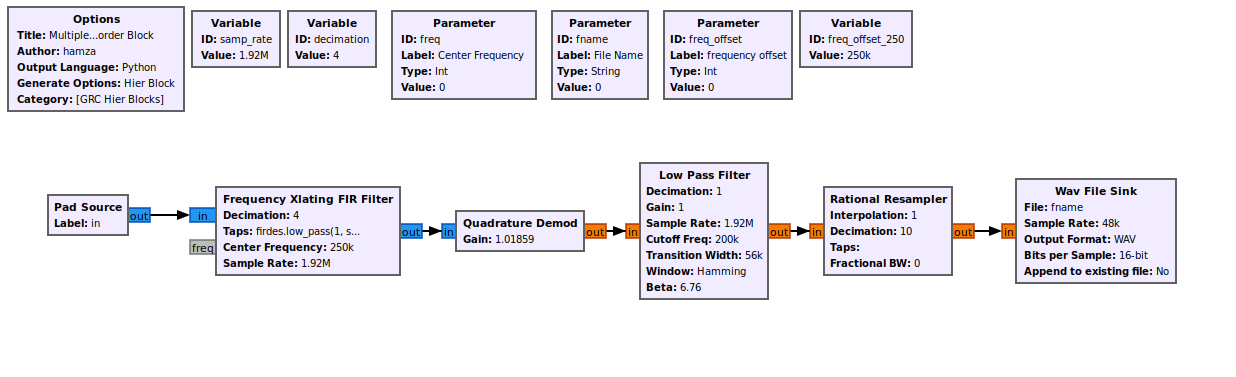 Options
Title: Multiple...order Block
Author: hamza
Output Language: Python
Generate Options: Hier Block
Category: [GRC Hier Blocks]
Variable
ID: samp_rate
Value: 1.92M
Variable
ID: decimation
Value: 4
Parameter
ID: freq
Label: Center Frequency
Type: Int
Value: 0
Parameter
ID: fname
Label: File Name
Type: String
Value: 0
Parameter
ID: freq_offset
Label: frequency offset
Type: Int
Value: 0
Variable
ID: freq_offset_250
Value: 250k
Pad Source
Label: in
out
in
freq
Frequency Xlating FIR Filter
Decimation: 4
Taps: firdes.low_pass(1, s...
Center Frequency: 250k
Sample Rate: 1.92M
out
in
Quadrature Demod
Gain: 1.01859
out
in
Low Pass Filter
Decimation: 1
Gain: 1
Sample Rate: 1.92M
Cutoff Freq: 200k
Transition Width: 56k
Window: Hamming
Beta: 6.76
out
in
Rational Resampler
Interpolation: 1
Decimation: 10
Taps:
Fractional BW: 0
out
in
Wav File Sink
File: fname
Sample Rate: 48k
Output Format: WAV
Bits per Sample: 16-bit
Append to existing file: No